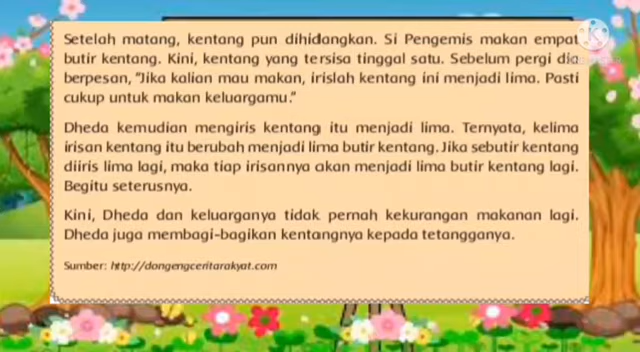 Setelah matang, kentang pun dihidangkan. Si Pengemis makan empat
butir kentang. Kini, kentang yang tersisa tinggal satu. Sebelum pergi dia
berpesan, "Jika kalian mau makan, irislah kentang ini menjadi lima. Pasti
cukup untuk makan keluargamu."
Dheda kemudian mengiris kentang itu menjadi lima. Ternyata, kelima
irisan kentang itu berubah menjadi lima butir kentang. Jika sebutir kentang
diiris lima lagi, maka tiap irisannya akan menjadi lima butir kentang lagi.
Begitu seterusnya.
Kini, Dheda dan keluarganya tidak pernah kekurangan makanan lagi.
Dheda juga membagi-bagikan kentangnya kepada tetangganya.
Sumber: http://dongengceritarakyat.com